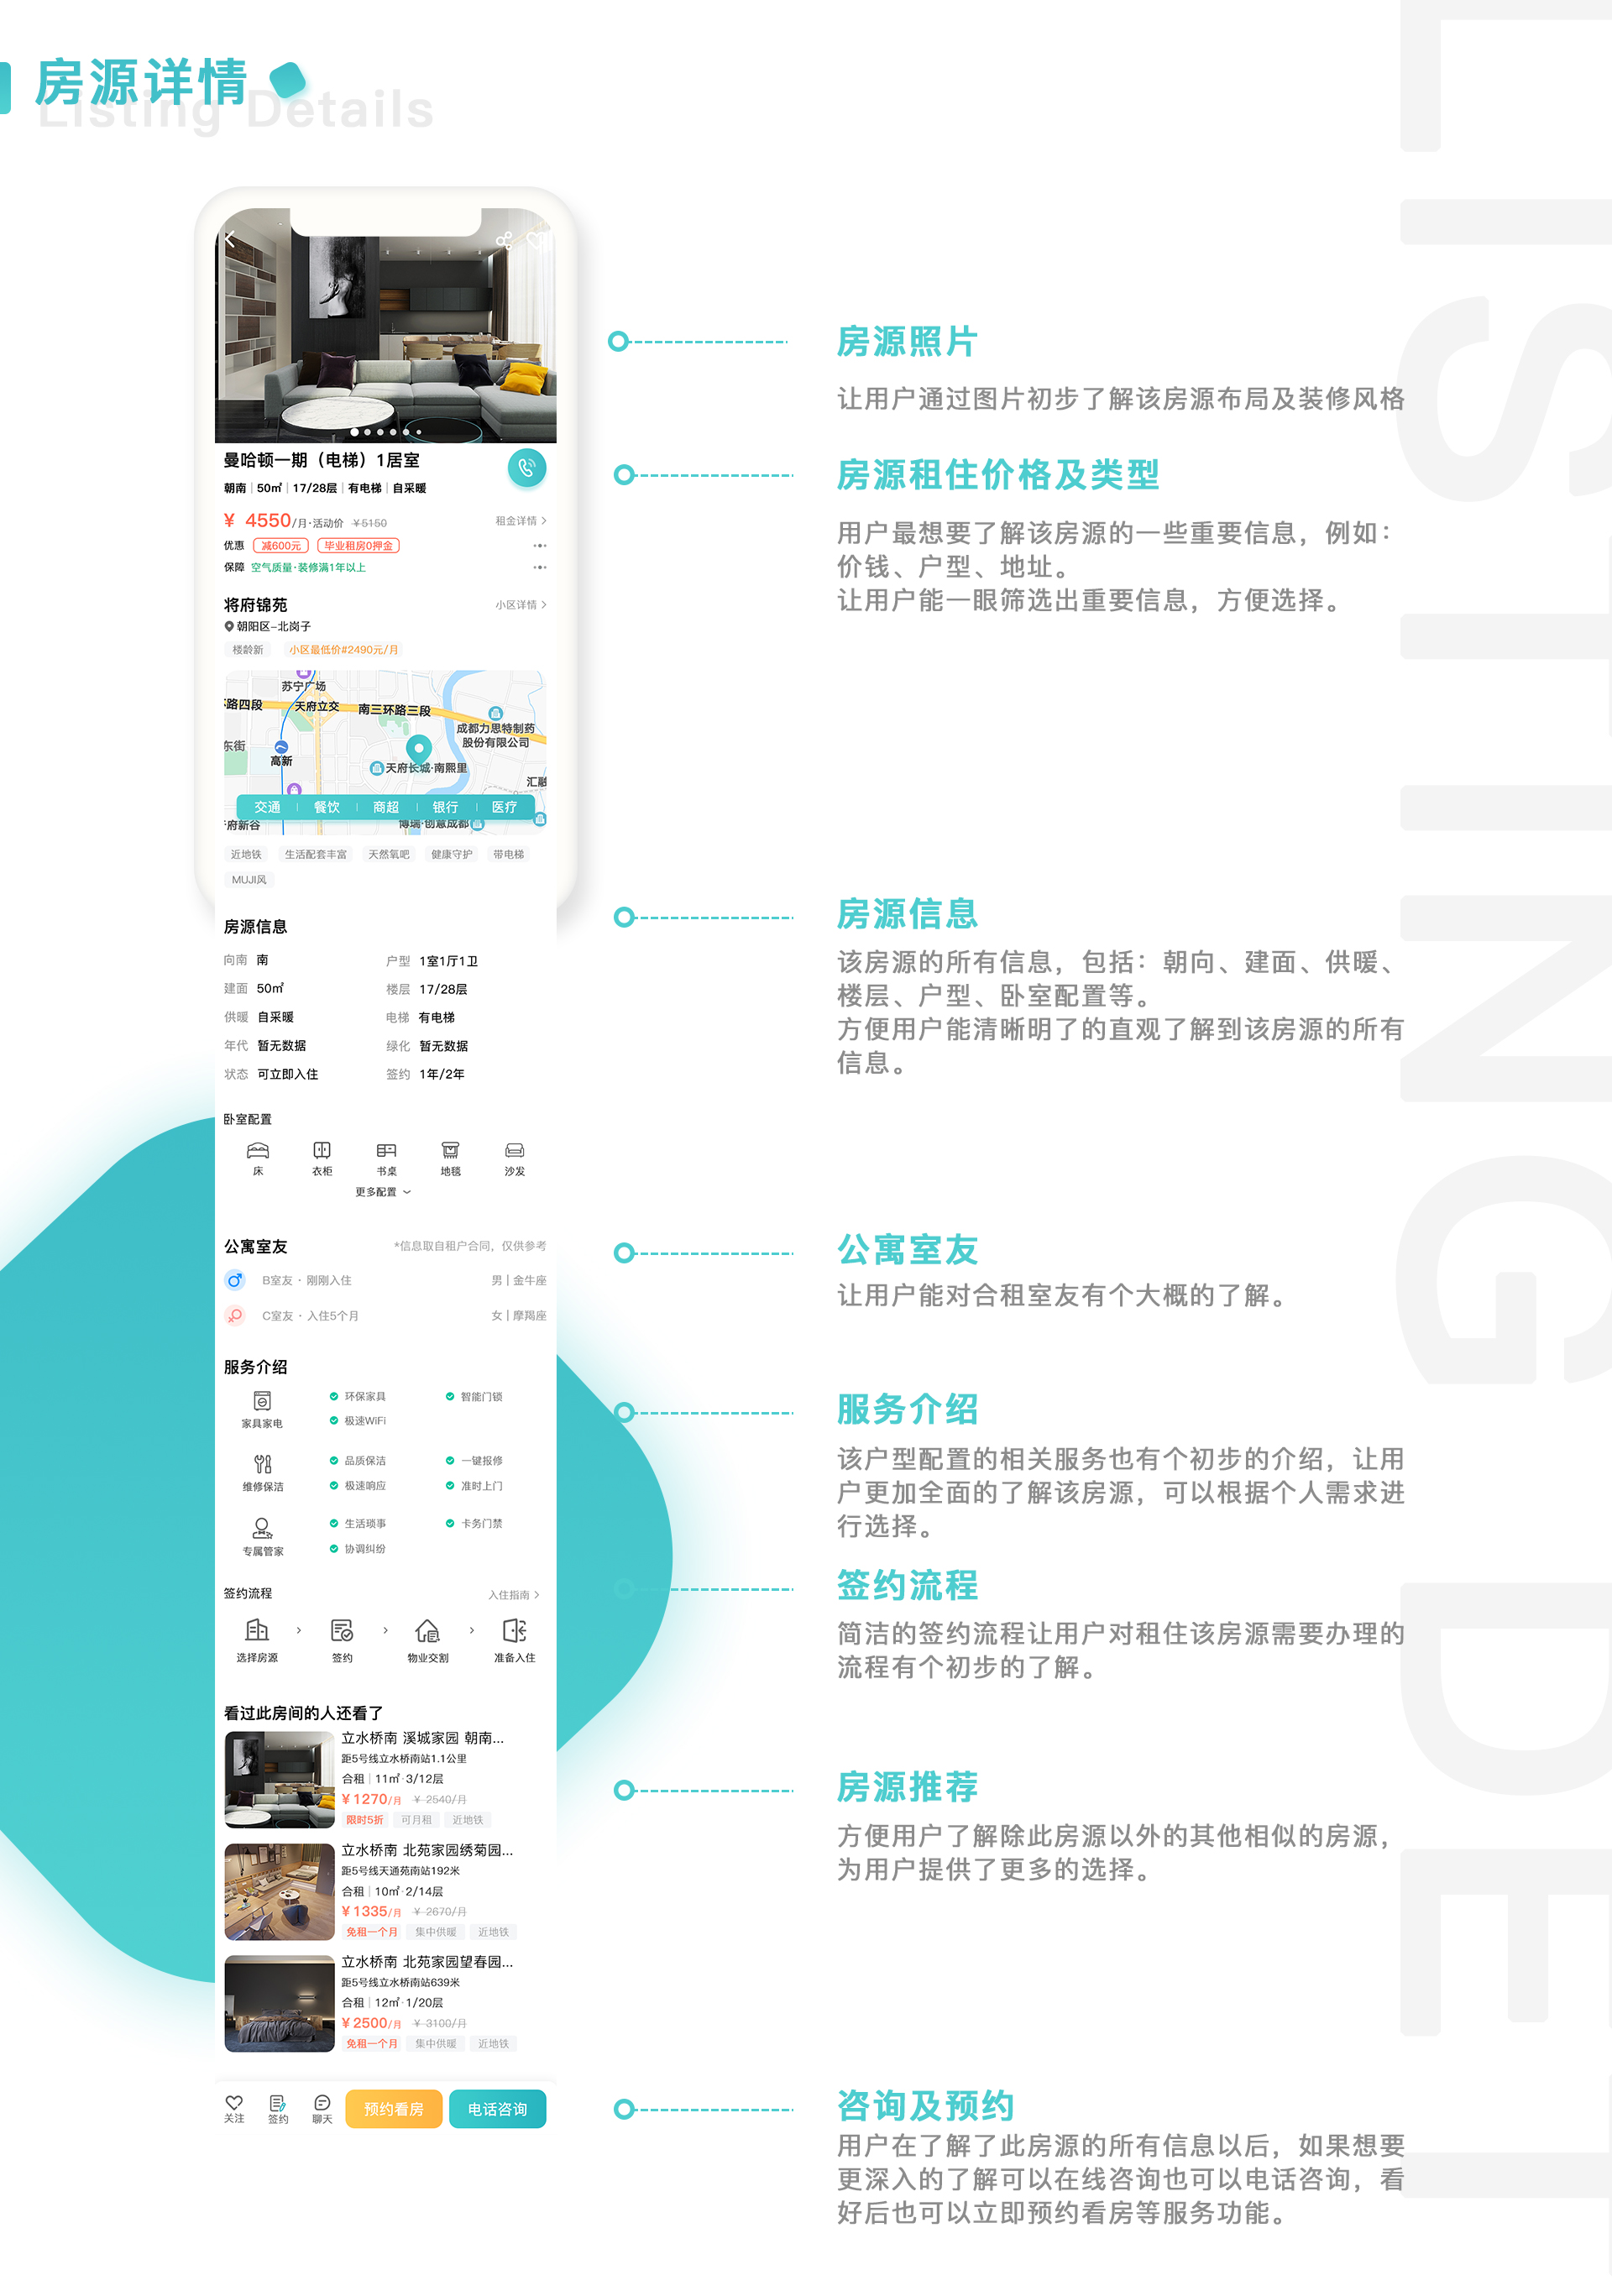 房源详情
Listing Details
LISTING DET
房源照片
让用户通过图片初步了解该房源布局及装修风格
曼哈顿一期（电梯）1居室
朝南 | 50㎡ | 17/28层 | 有电梯 | 自采暖
¥ 4550/月·活动价 ¥5150 租金详情 >
优惠 减600元 毕业租房0押金
保障 空气质量·装修满1年以上
将府锦苑 小区详情 >
朝阳区-北岗子
楼龄新 小区最低价#2490元/月
房源租住价格及类型
用户最想要了解该房源的一些重要信息，例如：
价钱、户型、地址。
让用户能一眼筛选出重要信息，方便选择。
苏宁广场
路四段 天府立交 南三环路三段
成都力思特制药
股份有限公司
东街
高新
天府长城·南熙里
汇融
交通 餐饮 商超 银行 医疗
府新谷 博瑞·创意成都
近地铁 生活配套丰富 天然氧吧 健康守护 带电梯
MUJI风
房源信息
向南 南 户型 1室1厅1卫
建面 50㎡ 楼层 17/28层
供暖 自采暖 电梯 有电梯
年代 暂无数据 绿化 暂无数据
状态 可立即入住 签约 1年/2年
卧室配置
床 衣柜 书桌 地毯 沙发
更多配置
房源信息
该房源的所有信息，包括：朝向、建面、供暖、
楼层、户型、卧室配置等。
方便用户能清晰明了的直观了解到该房源的所有
信息。
公寓室友 *信息取自租户合同，仅供参考
B室友 · 刚刚入住 男 | 金牛座
C室友 · 入住5个月 女 | 摩羯座
公寓室友
让用户能对合租室友有个大概的了解。
服务介绍
家具家电 环保家具 智能门锁
极速WiFi
维修保洁 品质保洁 一键报修
极速响应 准时上门
专属管家 生活琐事 卡务门禁
协调纠纷
服务介绍
该户型配置的相关服务也有个初步的介绍，让用
户更加全面的了解该房源，可以根据个人需求进
行选择。
签约流程 入住指南 >
选择房源 > 签约 > 物业交割 > 准备入住
签约流程
简洁的签约流程让用户对租住该房源需要办理的
流程有个初步的了解。
看过此房间的人还看了
立水桥南 溪城家园 朝南...
距5号线立水桥南站1.1公里
合租 | 11㎡·3/12层
¥1270/月 ¥ 2540/月
限时5折 可月租 近地铁
立水桥南 北苑家园绣菊园...
距5号线天通苑南站192米
合租 | 10㎡·2/14层
¥1335/月 ¥ 2670/月
免租一个月 集中供暖 近地铁
立水桥南 北苑家园望春园...
距5号线立水桥南站639米
合租 | 12㎡·1/20层
¥2500/月 ¥ 3100/月
免租一个月 集中供暖 近地铁
房源推荐
方便用户了解除此房源以外的其他相似的房源，
为用户提供了更多的选择。
关注 签约 聊天 预约看房 电话咨询
咨询及预约
用户在了解了此房源的所有信息以后，如果想要
更深入的了解可以在线咨询也可以电话咨询，看
好后也可以立即预约看房等服务功能。